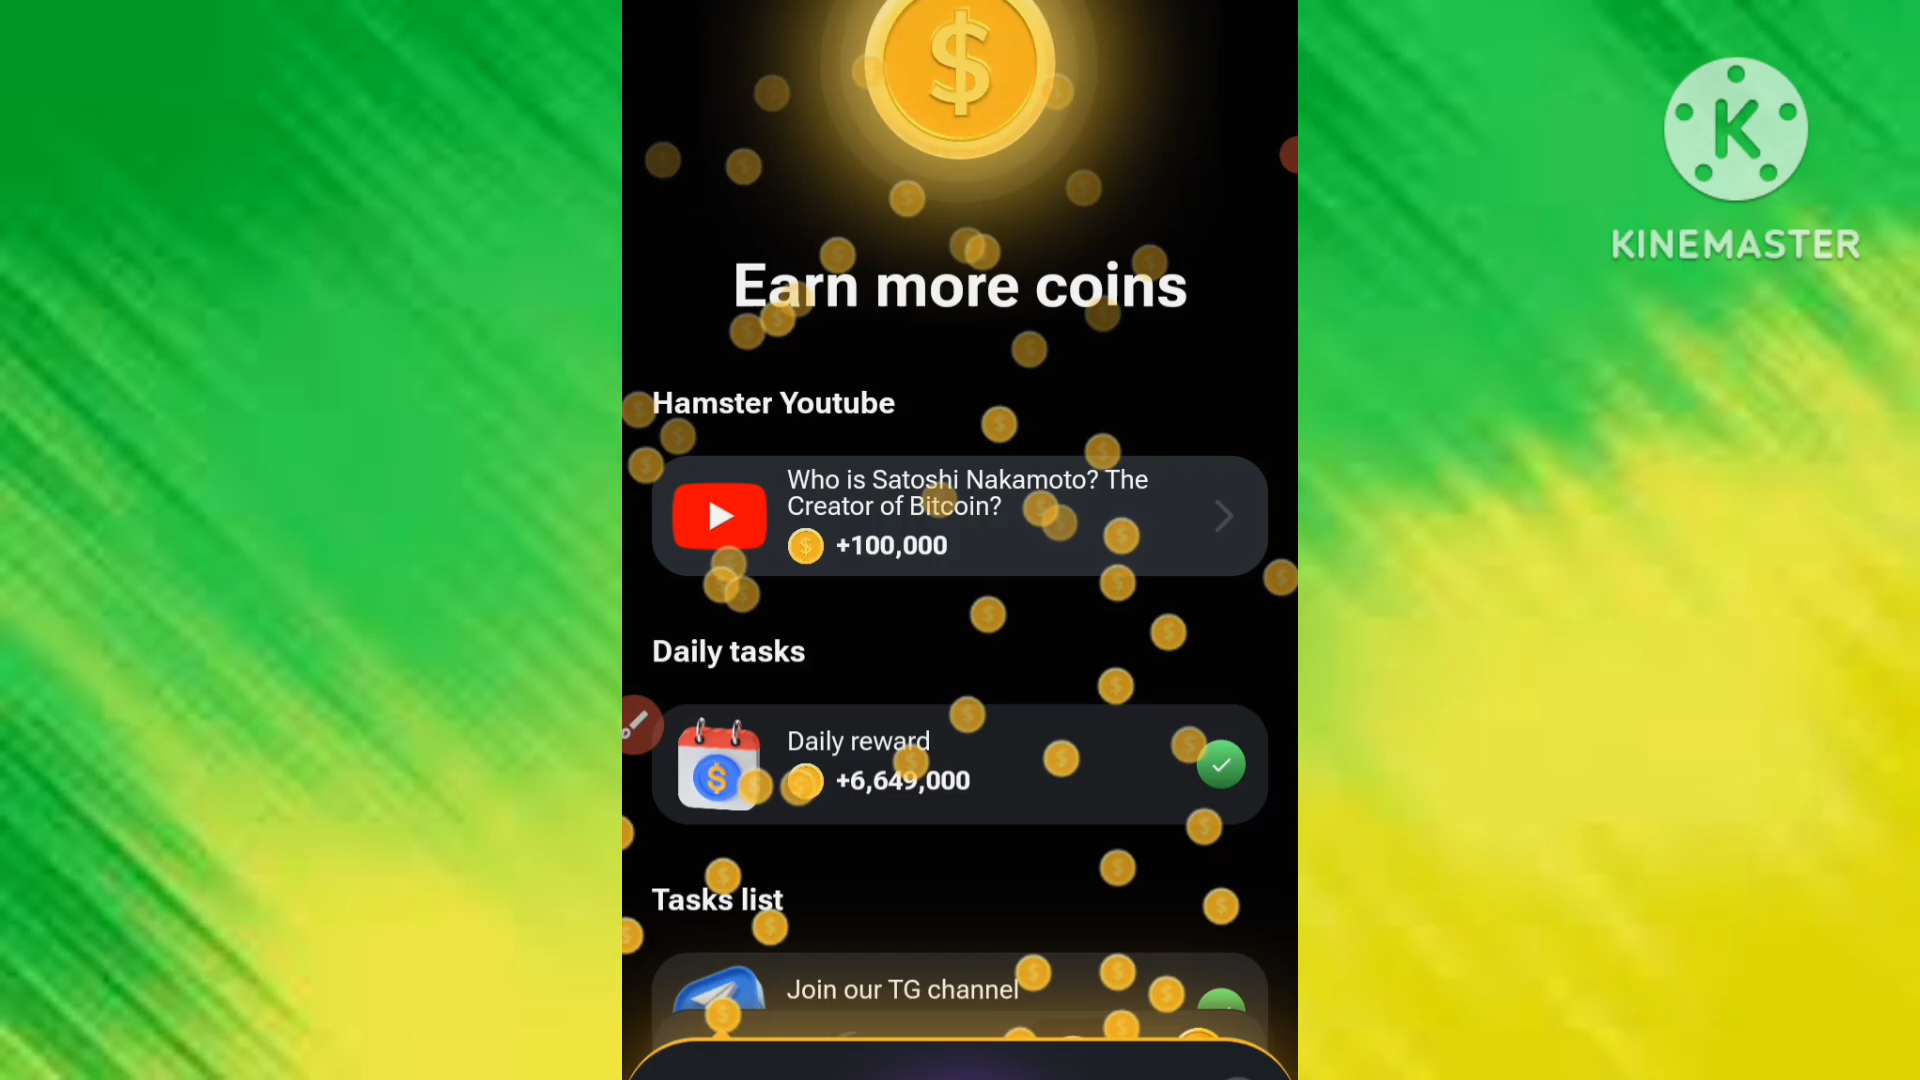 KINEMASTER
Earn more coins
Hamster Youtube
Who is Satoshi Nakamoto? The
Creator of Bitcoin?
+100,000
Daily tasks
Daily reward
+6,649,000
Tasks list
Join our TG channel